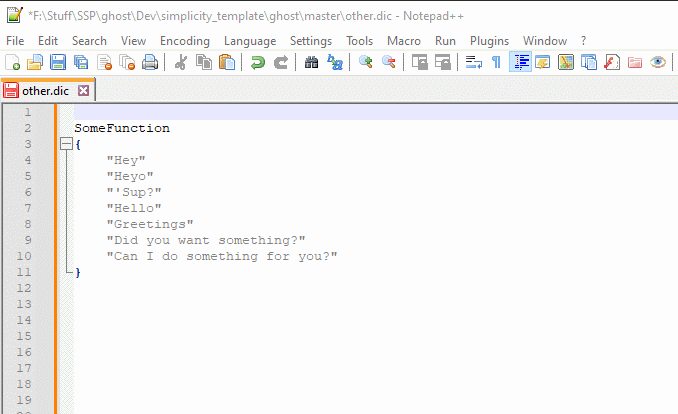 *F:\Stuff\SSP\ghost\Dev\simplicity_template\ghost\master\other.dic - Notepad++
File Edit Search View Encoding Language Settings Tools Macro Run Plugins Window ?
other.dic
1
2 SomeFunction
3 {
4 "Hey"
5 "Heyo"
6 "'Sup?"
7 "Hello"
8 "Greetings"
9 "Did you want something?"
10 "Can I do something for you?"
11 }
12
13
14
15
16
17
18
19